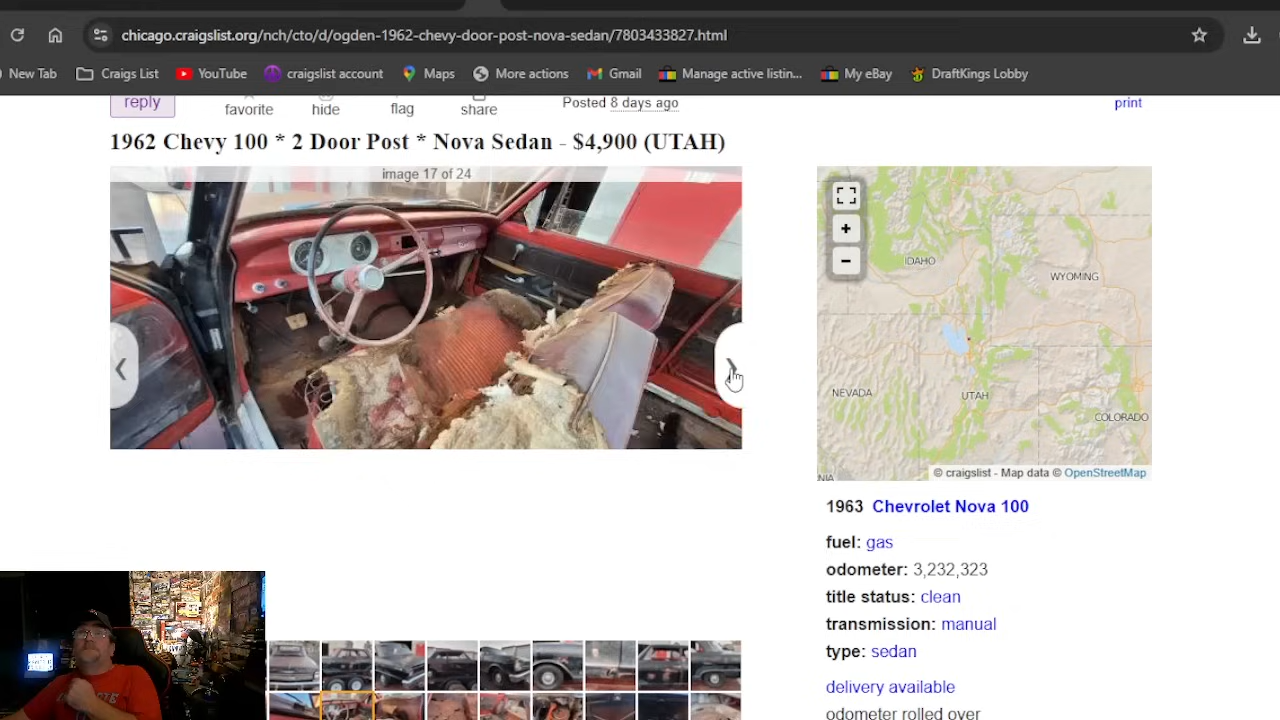 chicago.craigslist.org/nch/cto/d/ogden-1962-chevy-door-post-nova-sedan/7803433827.html
New Tab Craigs List YouTube craigslist account Maps More actions Gmail Manage active listin... My eBay DraftKings Lobby
reply favorite hide flag share Posted 8 days ago print
1962 Chevy 100 * 2 Door Post * Nova Sedan - $4,900 (UTAH)
image 17 of 24
IDAHO
WYOMING
NEVADA
UTAH
COLORADO
NIA
© craigslist - Map data © OpenStreetMap
1963 Chevrolet Nova 100
fuel: gas
odometer: 3,232,323
title status: clean
transmission: manual
type: sedan
delivery available
odometer rolled over